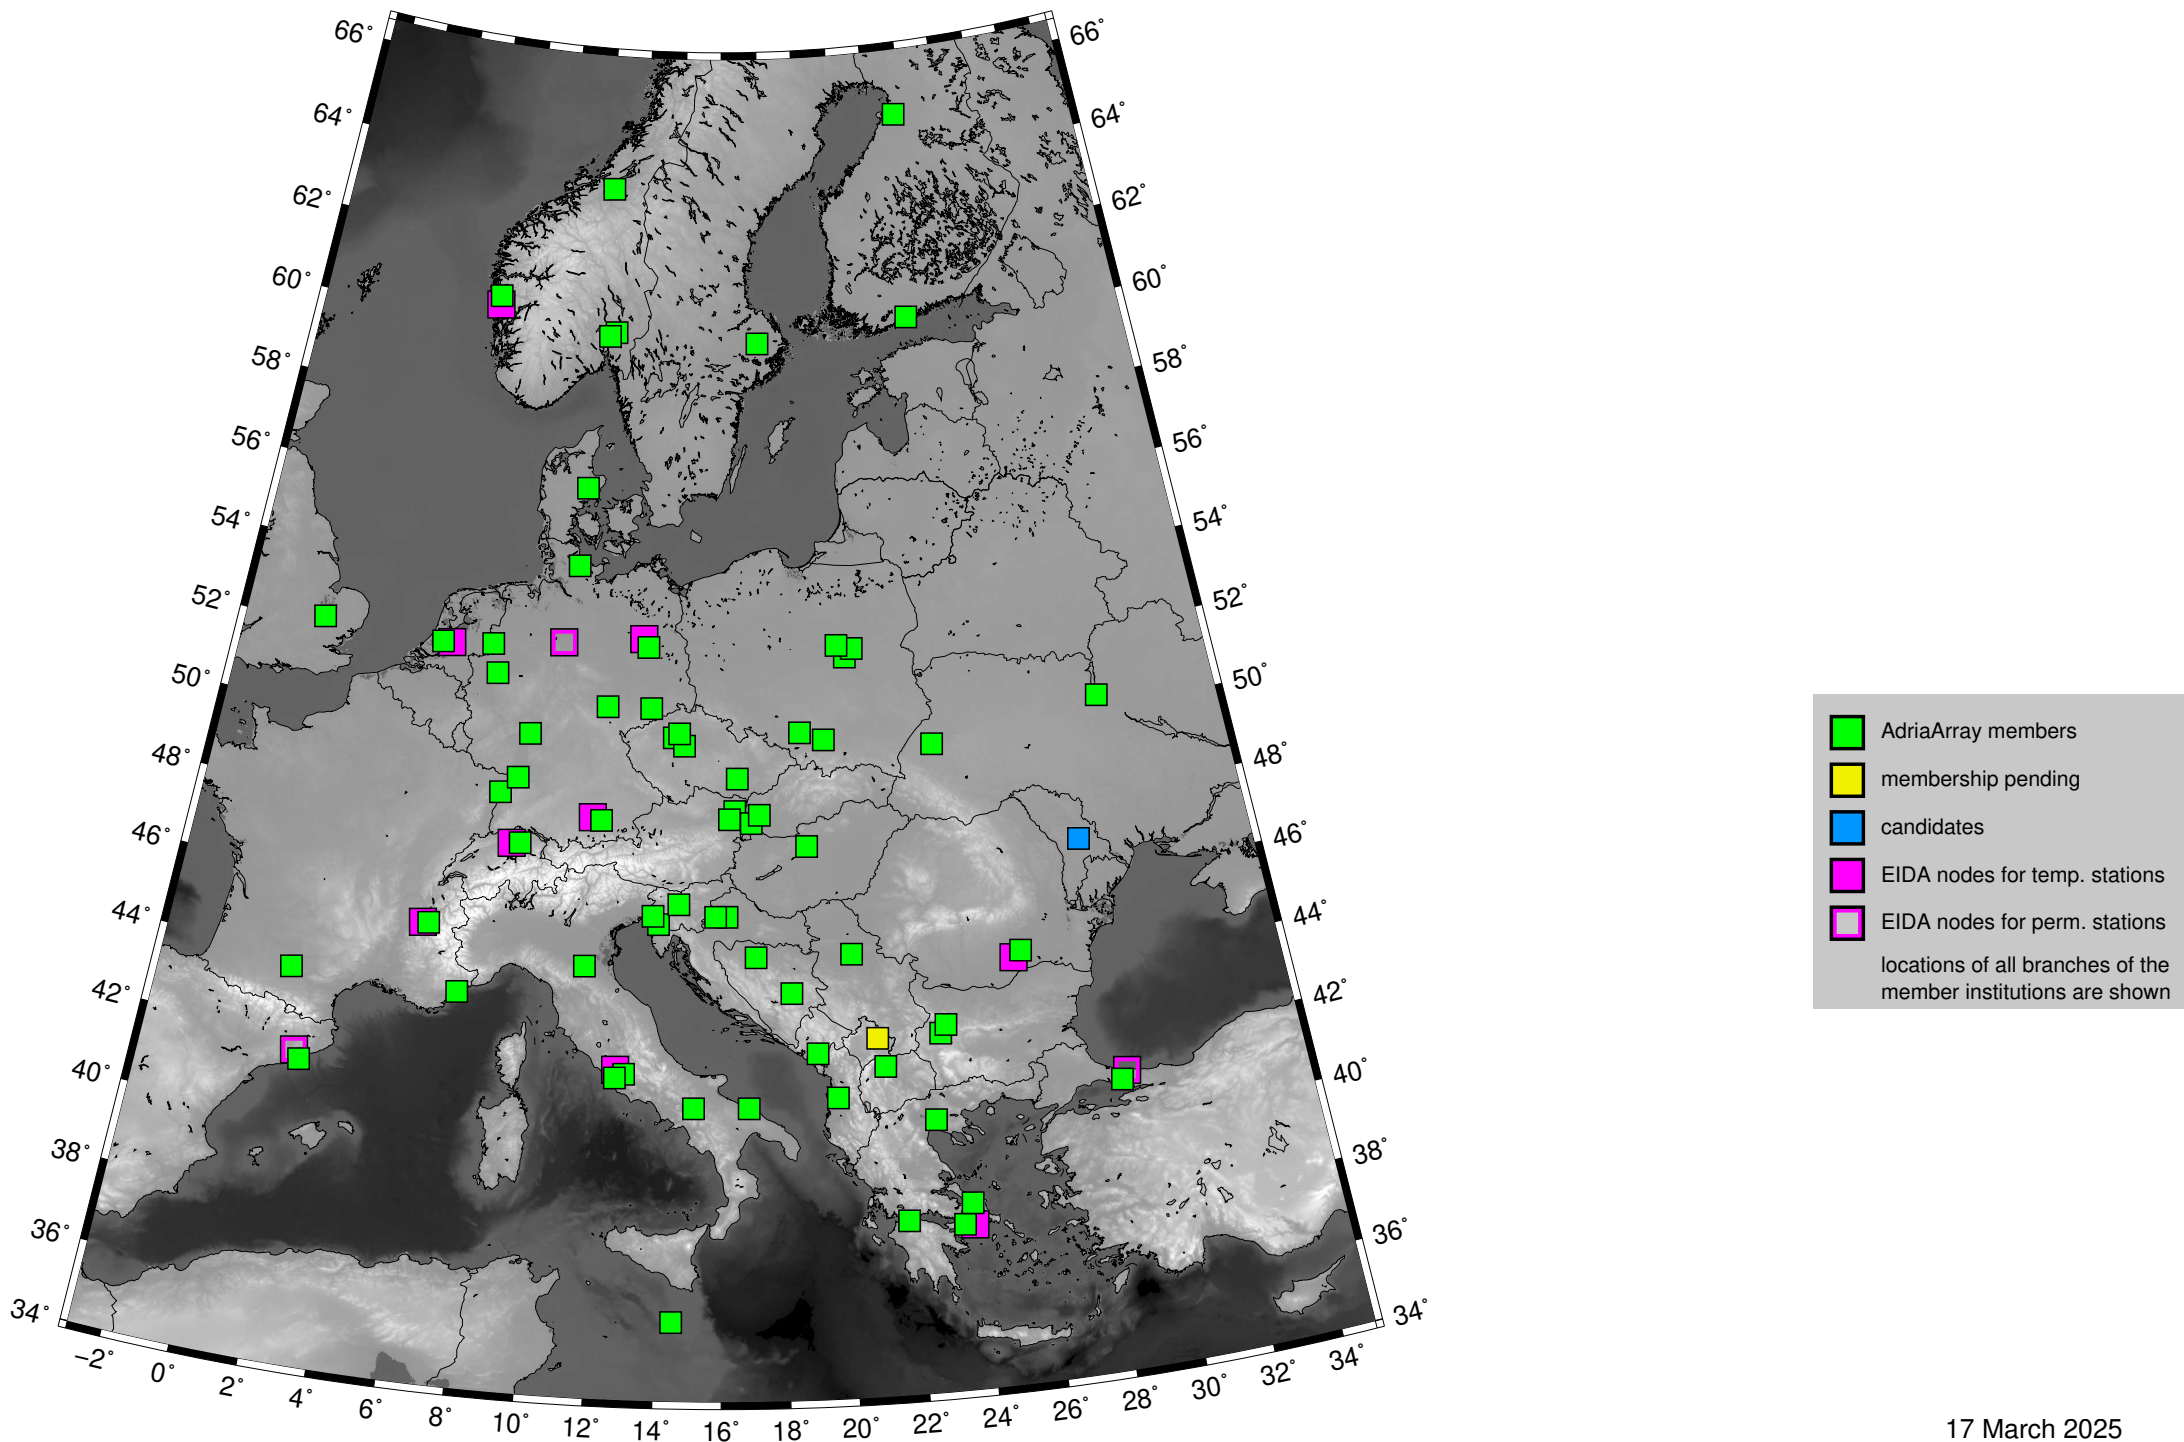 66° 66°
64° 64°
62° 62°
60° 60°
58° 58°
56° 56°
54° 54°
52° 52°
50° 50°
48° 48°
46° 46°
44° 44°
42° 42°
40° 40°
38° 38°
36° 36°
34° 34°
−2° 0° 2° 4° 6° 8° 10° 12° 14° 16° 18° 20° 22° 24° 26° 28° 30° 32° 34°
AdriaArray members
membership pending
candidates
EIDA nodes for temp. stations
EIDA nodes for perm. stations
locations of all branches of the
member institutions are shown
17 March 2025